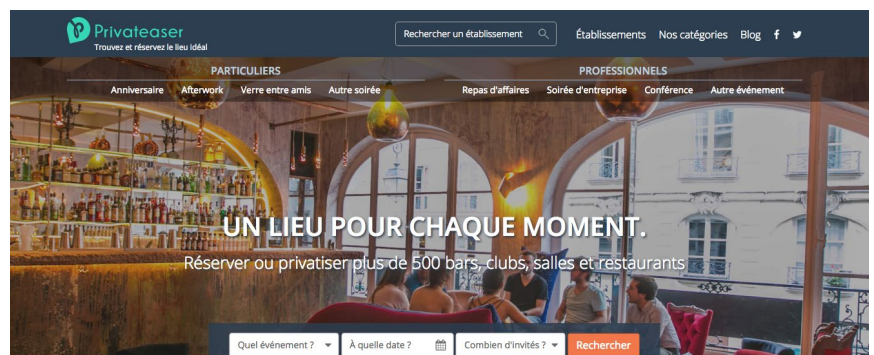 Privateaser
Trouvez et réservez le lieu idéal
Rechercher un établissement
Établissements Nos catégories Blog
PARTICULIERS PROFESSIONNELS
Anniversaire Afterwork Verre entre amis Autre soirée Repas d'affaires Soirée d'entreprise Conférence Autre événement
UN LIEU POUR CHAQUE MOMENT.
Réserver ou privatiser plus de 500 bars, clubs, salles et restaurants
Quel événement ? À quelle date ? Combien d'invités ? Rechercher